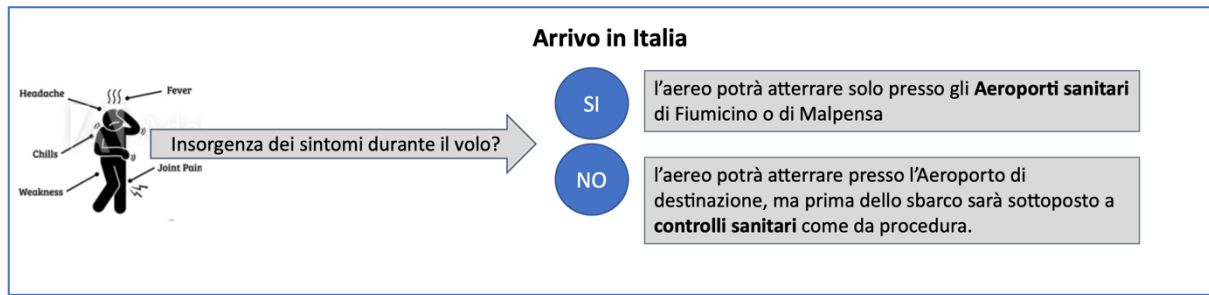 Arrivo in Italia
Headache
Fever
Chills
Joint Pain
Weakness
Insorgenza dei sintomi durante il volo?
SI
l’aereo potrà atterrare solo presso gli Aeroporti sanitari
di Fiumicino o di Malpensa
NO
l’aereo potrà atterrare presso l’Aeroporto di
destinazione, ma prima dello sbarco sarà sottoposto a
controlli sanitari come da procedura.